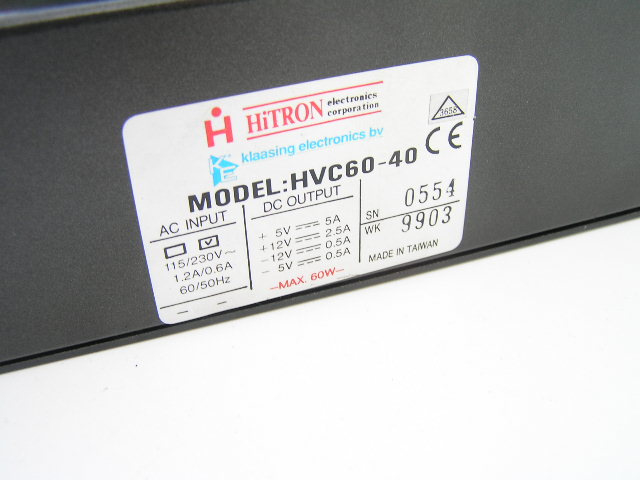 HiTRON electronics corporation
3658
klaasing electronics bv
CE
MODEL:HVC60-40
AC INPUT
115/230V~
1.2A/0.6A
60/50Hz
DC OUTPUT
+ 5V 5A
+12V 2.5A
-12V 0.5A
- 5V 0.5A
-MAX. 60W-
SN 0554
WK 9903
MADE IN TAIWAN